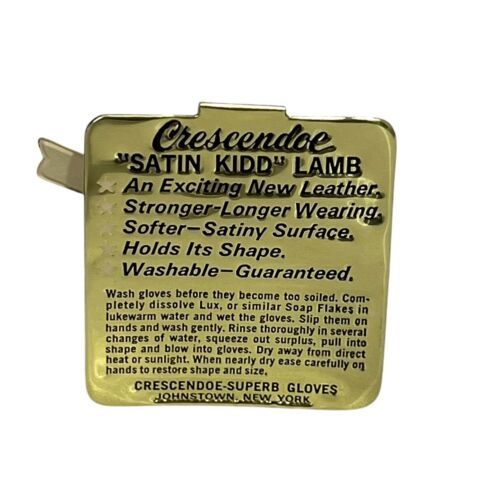 Crescendoe
"SATIN KIDD" LAMB
An Exciting New Leather.
Stronger-Longer Wearing.
Softer—Satiny Surface.
Holds Its Shape.
Washable—Guaranteed.
Wash gloves before they become too soiled. Com-
pletely dissolve Lux, or similar Soap Flakes in
lukewarm water and wet the gloves. Slip them on
hands and wash gently. Rinse thoroughly in several
changes of water, squeeze out surplus, pull into
shape and blow into gloves. Dry away from direct
heat or sunlight. When nearly dry ease carefully on
hands to restore shape and size.
CRESCENDOE-SUPERB GLOVES
JOHNSTOWN, NEW YORK